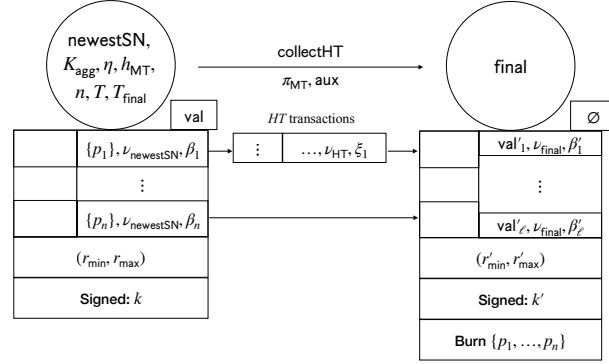 newestSN,
K_agg, η, h_MT,
n, T, T_final
val
{p_1}, ν_newestSN, β_1
⋮
{p_n}, ν_newestSN, β_n
(r_min, r_max)
Signed: k
collectHT
π_MT, aux
HT transactions
⋮ …, ν_HT, ξ_1
final
∅
val′_1, ν_final, β′_1
⋮
val′_ℓ, ν_final, β′_ℓ
(r′_min, r′_max)
Signed: k′
Burn {p_1, …, p_n}